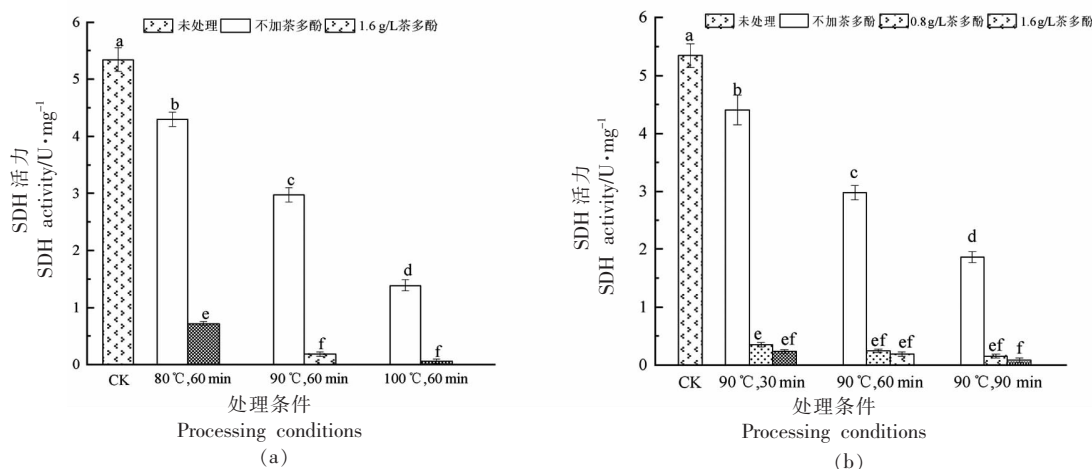 未处理 不加茶多酚 1.6 g/L茶多酚
6
5
4
3
2
1
0
SDH 活力
SDH activity/U·mg⁻¹
a
b
c
d
e
f
f
CK 80℃,60 min 90℃,60 min 100℃,60 min
处理条件
Processing conditions
(a)
未处理 不加茶多酚 0.8 g/L茶多酚 1.6 g/L茶多酚
6
5
4
3
2
1
0
SDH 活力
SDH activity/U·mg⁻¹
a
b
c
d
e
ef
ef
ef
ef
f
CK 90℃,30 min 90℃,60 min 90℃,90 min
处理条件
Processing conditions
(b)